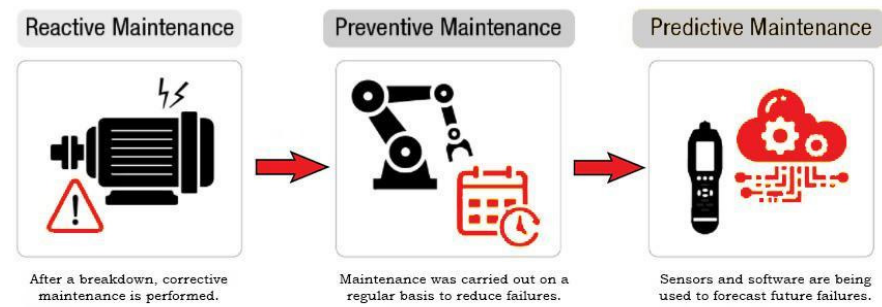 Reactive Maintenance
Preventive Maintenance
Predictive Maintenance
After a breakdown, corrective
maintenance is performed.
Maintenance was carried out on a
regular basis to reduce failures.
Sensors and software are being
used to forecast future failures.